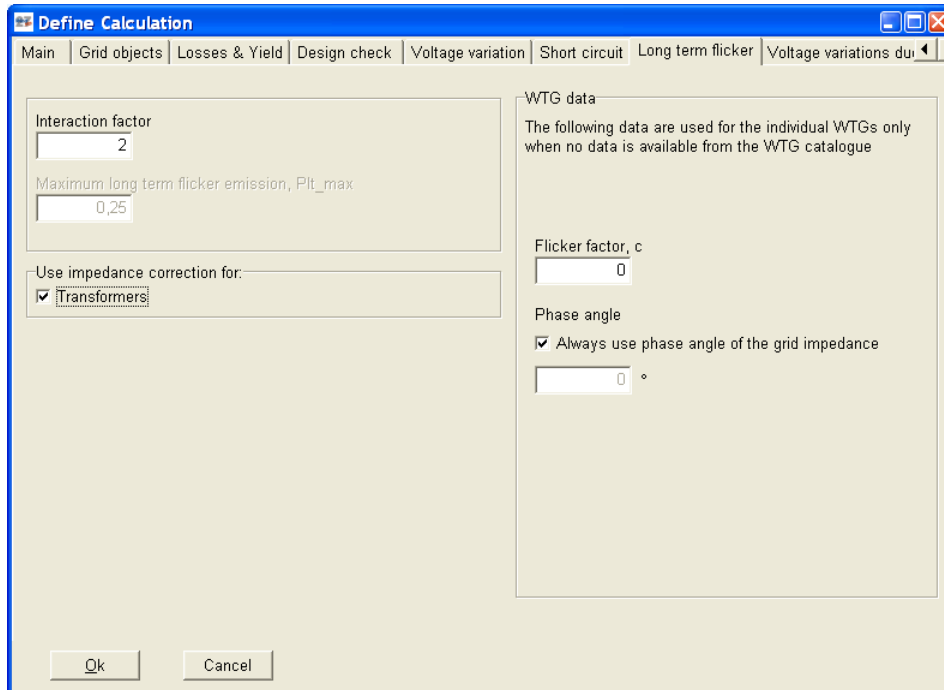 Define Calculation
Main
Grid objects
Losses & Yield
Design check
Voltage variation
Short circuit
Long term flicker
Voltage variations du
Interaction factor
2
Maximum long term flicker emission, Plt_max
0,25
Use impedance correction for:
Transformers
WTG data
The following data are used for the individual WTGs only
when no data is available from the WTG catalogue
Flicker factor, c
0
Phase angle
Always use phase angle of the grid impedance
0 °
Ok
Cancel